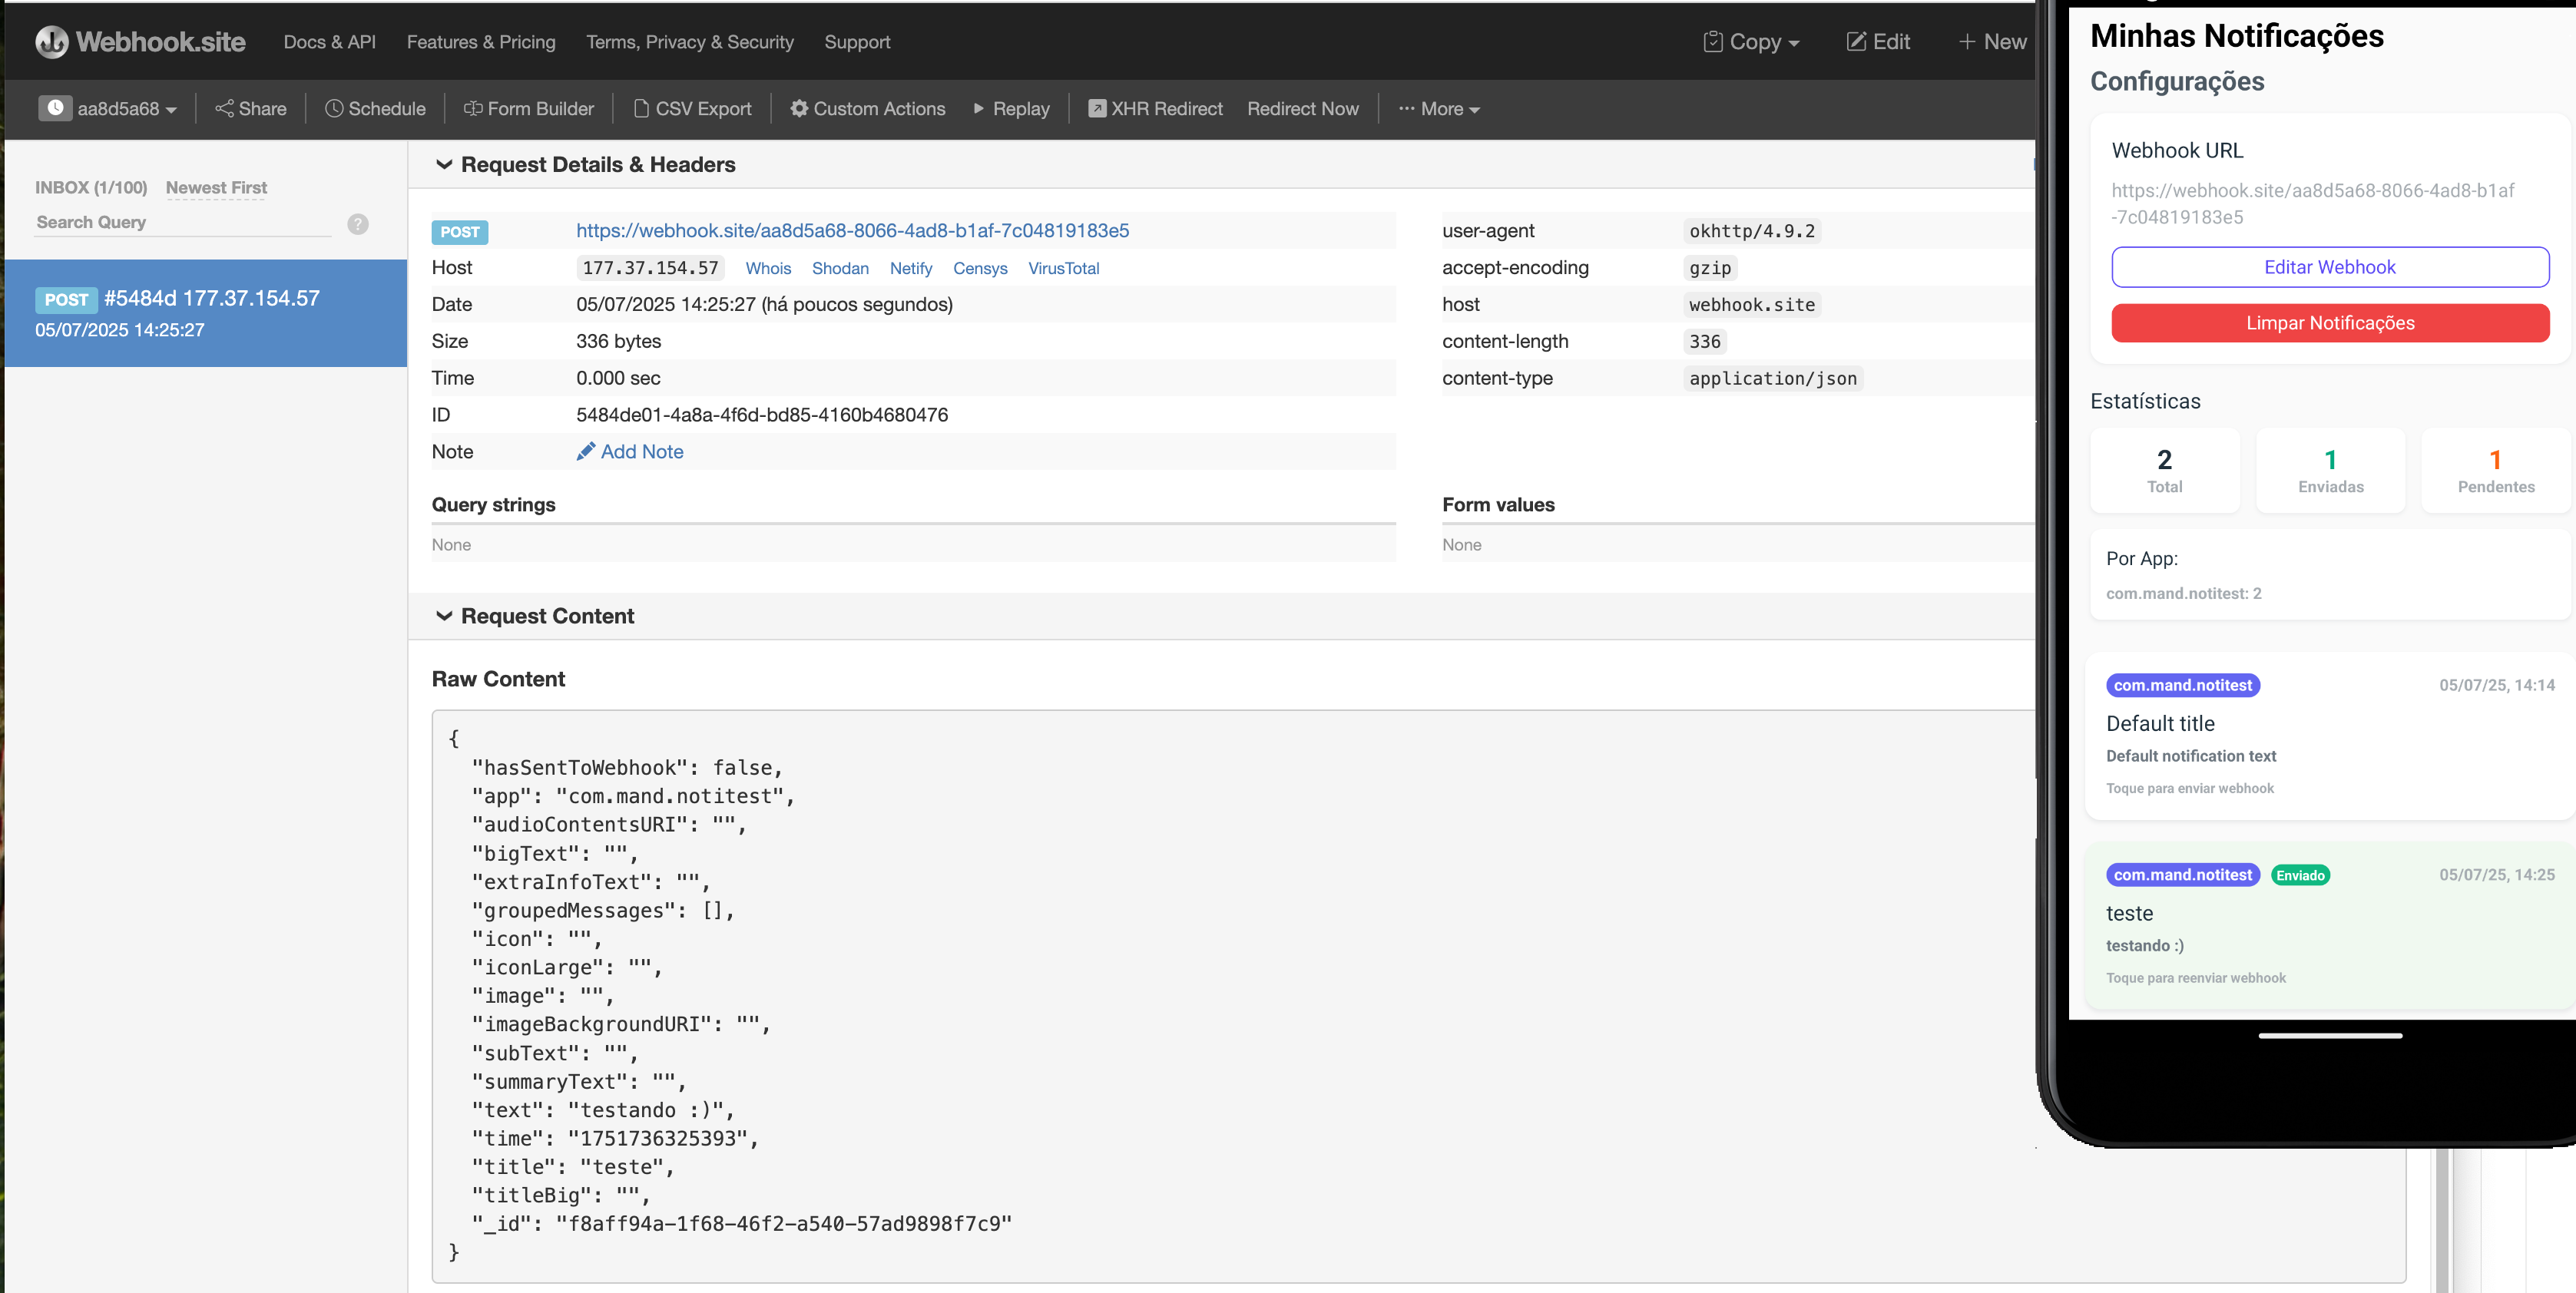 Webhook.site Docs & API Features & Pricing Terms, Privacy & Security Support Copy Edit + New
aa8d5a68 Share Schedule Form Builder CSV Export Custom Actions Replay XHR Redirect Redirect Now ··· More
INBOX (1/100) Newest First
Search Query ?
POST #5484d 177.37.154.57
05/07/2025 14:25:27
Request Details & Headers
POST https://webhook.site/aa8d5a68-8066-4ad8-b1af-7c04819183e5
Host 177.37.154.57 Whois Shodan Netify Censys VirusTotal
Date 05/07/2025 14:25:27 (há poucos segundos)
Size 336 bytes
Time 0.000 sec
ID 5484de01-4a8a-4f6d-bd85-4160b4680476
Note Add Note
user-agent okhttp/4.9.2
accept-encoding gzip
host webhook.site
content-length 336
content-type application/json
Query strings
None
Form values
None
Request Content
Raw Content
{
"hasSentToWebhook": false,
"app": "com.mand.notitest",
"audioContentsURI": "",
"bigText": "",
"extraInfoText": "",
"groupedMessages": [],
"icon": "",
"iconLarge": "",
"image": "",
"imageBackgroundURI": "",
"subText": "",
"summaryText": "",
"text": "testando :)",
"time": "1751736325393",
"title": "teste",
"titleBig": "",
"_id": "f8aff94a-1f68-46f2-a540-57ad9898f7c9"
}
Minhas Notificações
Configurações
Webhook URL
https://webhook.site/aa8d5a68-8066-4ad8-b1af
-7c04819183e5
Editar Webhook
Limpar Notificações
Estatísticas
2 1 1
Total Enviadas Pendentes
Por App:
com.mand.notitest: 2
com.mand.notitest 05/07/25, 14:14
Default title
Default notification text
Toque para enviar webhook
com.mand.notitest Enviado 05/07/25, 14:25
teste
testando :)
Toque para reenviar webhook